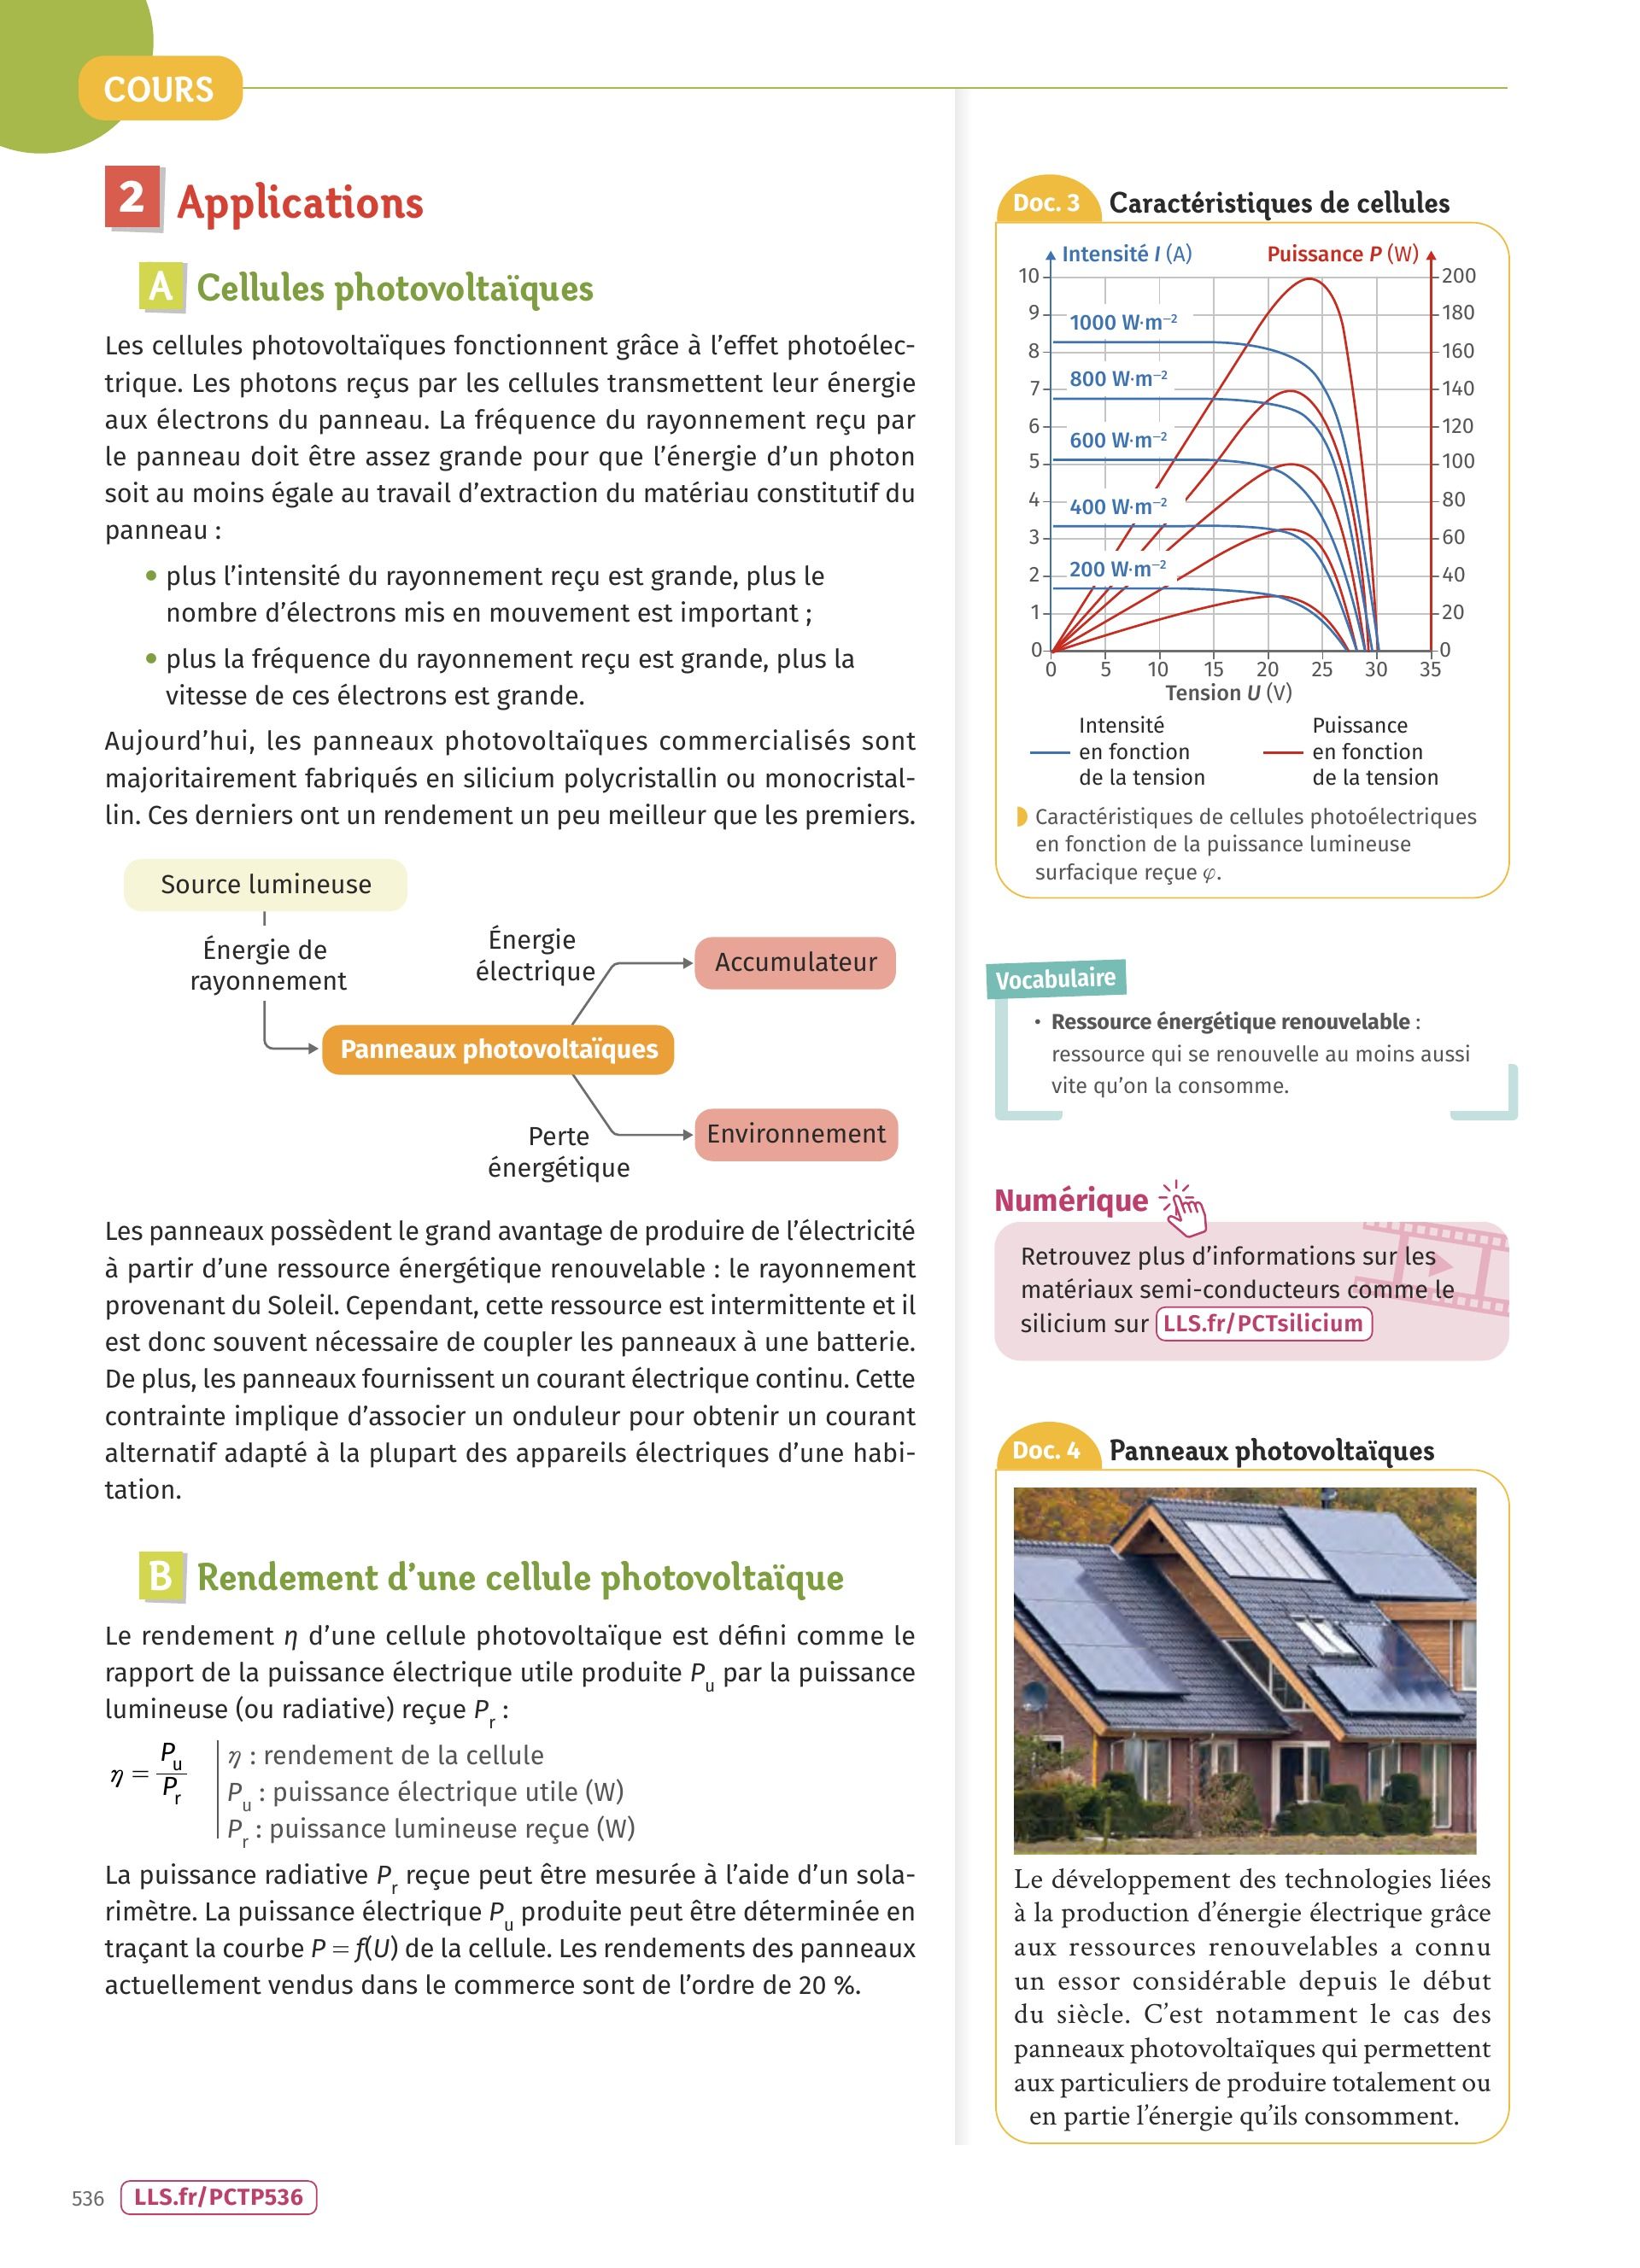 COURS
2 Applications
A Cellules photovoltaïques
Les cellules photovoltaïques fonctionnent grâce à l'effet photoélec-
trique. Les photons reçus par les cellules transmettent leur énergie
aux électrons du panneau. La fréquence du rayonnement reçu par
le panneau doit être assez grande pour que l'énergie d'un photon
soit au moins égale au travail d'extraction du matériau constitutif du
panneau :
• plus l'intensité du rayonnement reçu est grande, plus le
nombre d'électrons mis en mouvement est important ;
• plus la fréquence du rayonnement reçu est grande, plus la
vitesse de ces électrons est grande.
Aujourd'hui, les panneaux photovoltaïques commercialisés sont
majoritairement fabriqués en silicium polycristallin ou monocristal-
lin. Ces derniers ont un rendement un peu meilleur que les premiers.
Source lumineuse
Énergie de
rayonnement
Énergie
électrique
Accumulateur
Panneaux photovoltaïques
Perte
énergétique
Environnement
Les panneaux possèdent le grand avantage de produire de l'électricité
à partir d'une ressource énergétique renouvelable : le rayonnement
provenant du Soleil. Cependant, cette ressource est intermittente et il
est donc souvent nécessaire de coupler les panneaux à une batterie.
De plus, les panneaux fournissent un courant électrique continu. Cette
contrainte implique d'associer un onduleur pour obtenir un courant
alternatif adapté à la plupart des appareils électriques d'une habi-
tation.
B Rendement d'une cellule photovoltaïque
Le rendement η d'une cellule photovoltaïque est défini comme le
rapport de la puissance électrique utile produite Pu par la puissance
lumineuse (ou radiative) reçue Pr :
η = Pu/Pr
η : rendement de la cellule
Pu : puissance électrique utile (W)
Pr : puissance lumineuse reçue (W)
La puissance radiative Pr reçue peut être mesurée à l'aide d'un sola-
rimètre. La puissance électrique Pu produite peut être déterminée en
traçant la courbe P = f(U) de la cellule. Les rendements des panneaux
actuellement vendus dans le commerce sont de l'ordre de 20 %.
Doc. 3 Caractéristiques de cellules
Intensité I (A) Puissance P (W)
10 200
9 180
1000 W·m⁻²
8 160
800 W·m⁻²
7 140
6 120
600 W·m⁻²
5 100
4 80
400 W·m⁻²
3 60
200 W·m⁻²
2 40
1 20
0 0
0 5 10 15 20 25 30 35
Tension U (V)
Intensité
en fonction
de la tension
Puissance
en fonction
de la tension
Caractéristiques de cellules photoélectriques
en fonction de la puissance lumineuse
surfacique reçue φ.
Vocabulaire
• Ressource énergétique renouvelable :
ressource qui se renouvelle au moins aussi
vite qu'on la consomme.
Numérique
Retrouvez plus d'informations sur les
matériaux semi-conducteurs comme le
silicium sur LLS.fr/PCTsilicium
Doc. 4 Panneaux photovoltaïques
Le développement des technologies liées
à la production d'énergie électrique grâce
aux ressources renouvelables a connu
un essor considérable depuis le début
du siècle. C'est notamment le cas des
panneaux photovoltaïques qui permettent
aux particuliers de produire totalement ou
en partie l'énergie qu'ils consomment.
536 LLS.fr/PCTP536